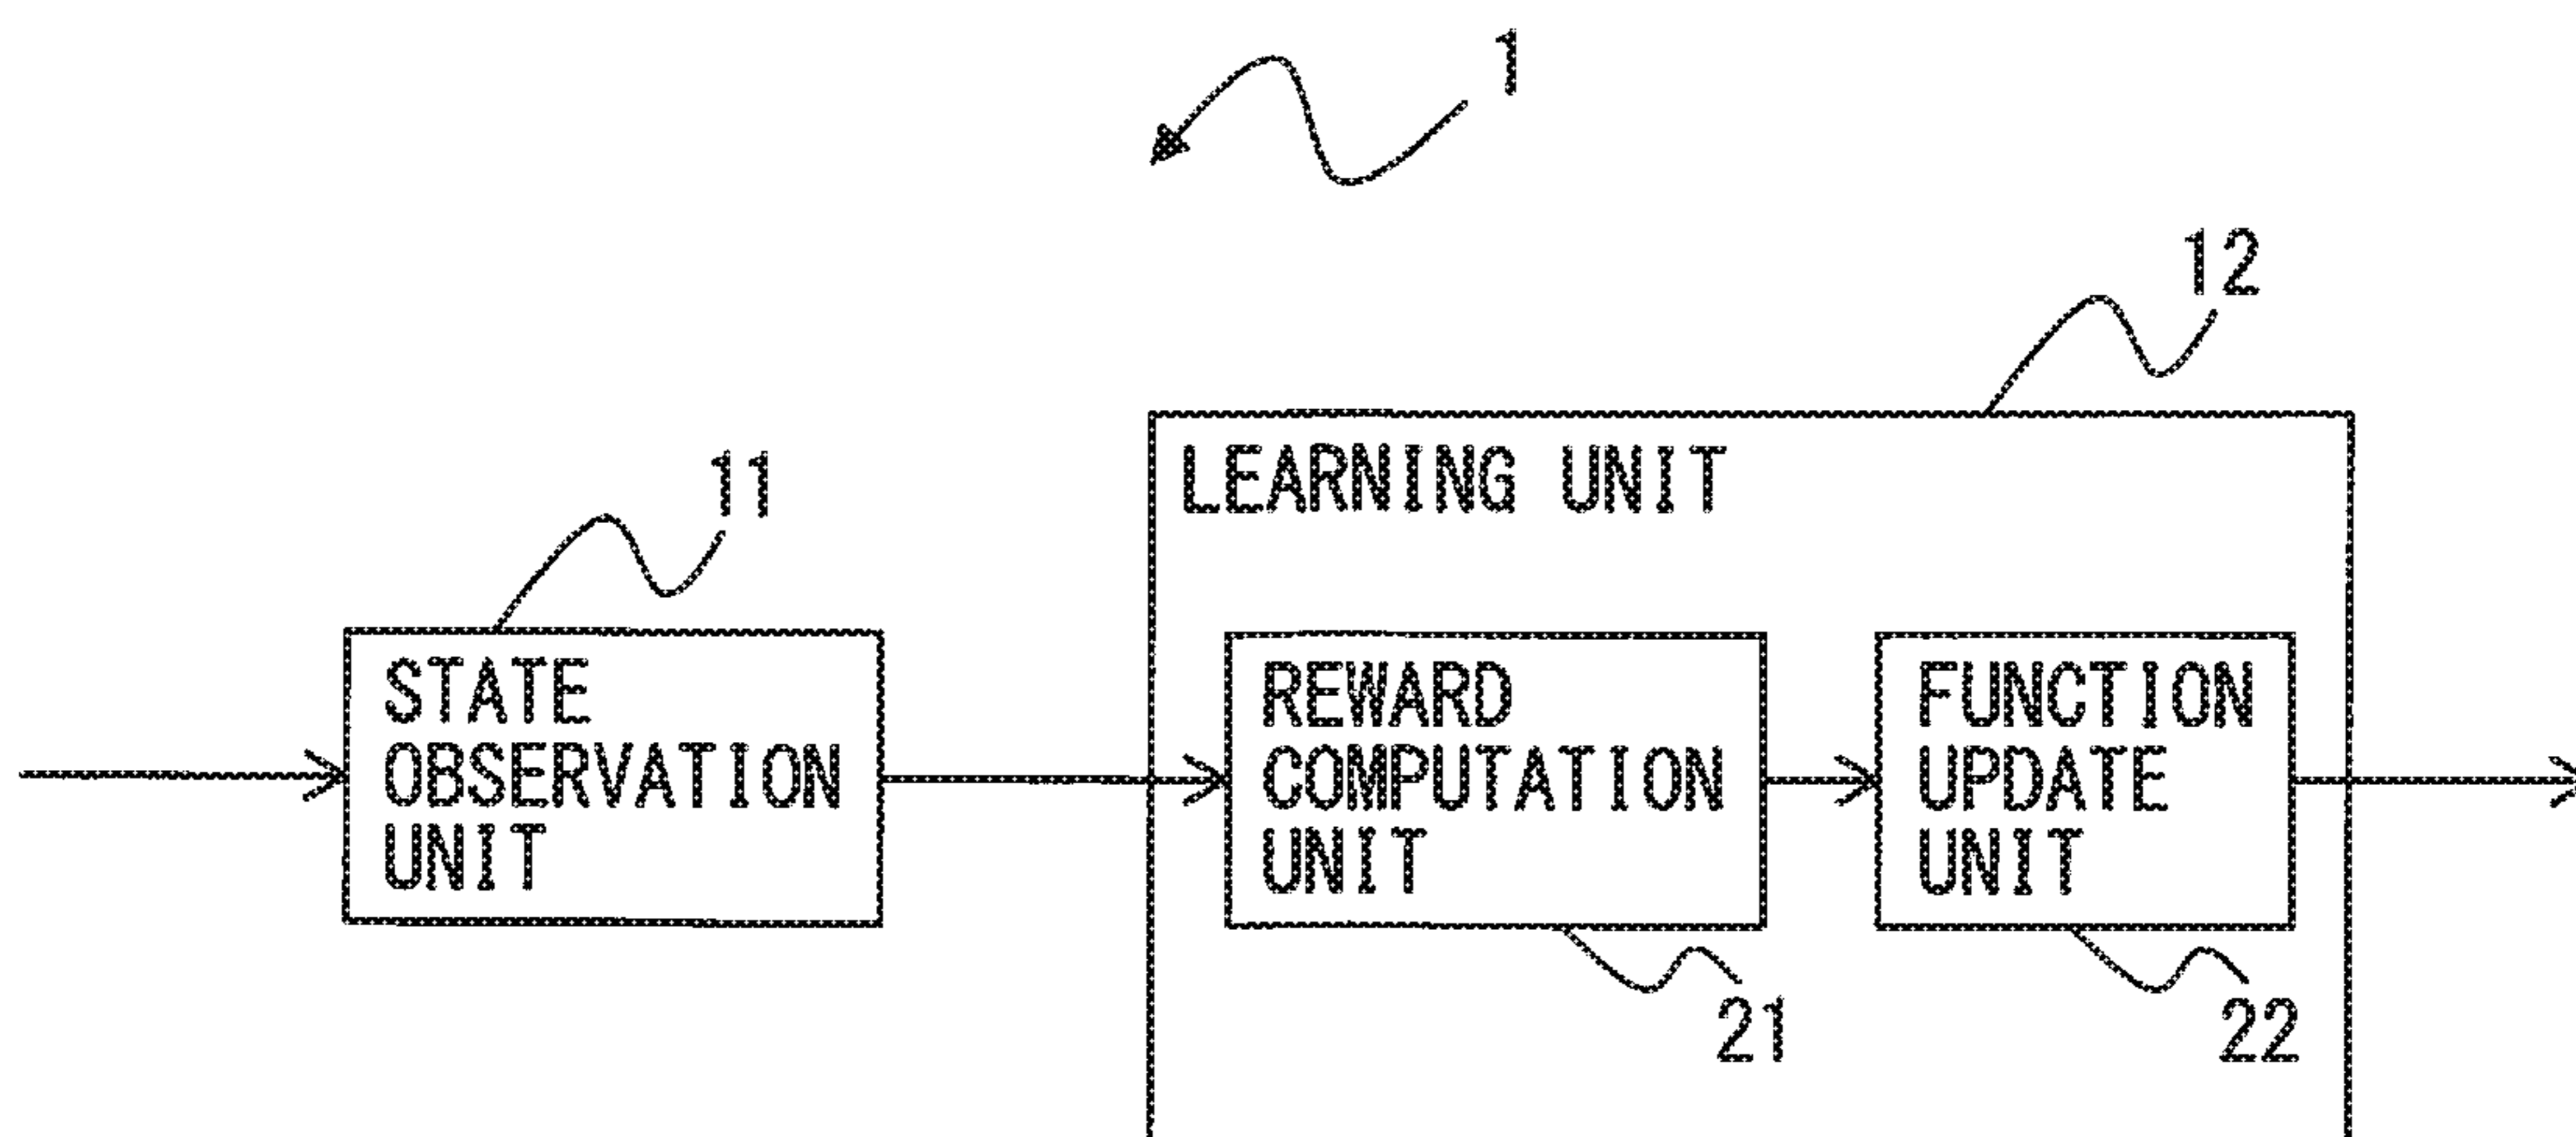 1
12
LEARNING UNIT
11
STATE
OBSERVATION
UNIT
REWARD
COMPUTATION
UNIT
FUNCTION
UPDATE
UNIT
21
22